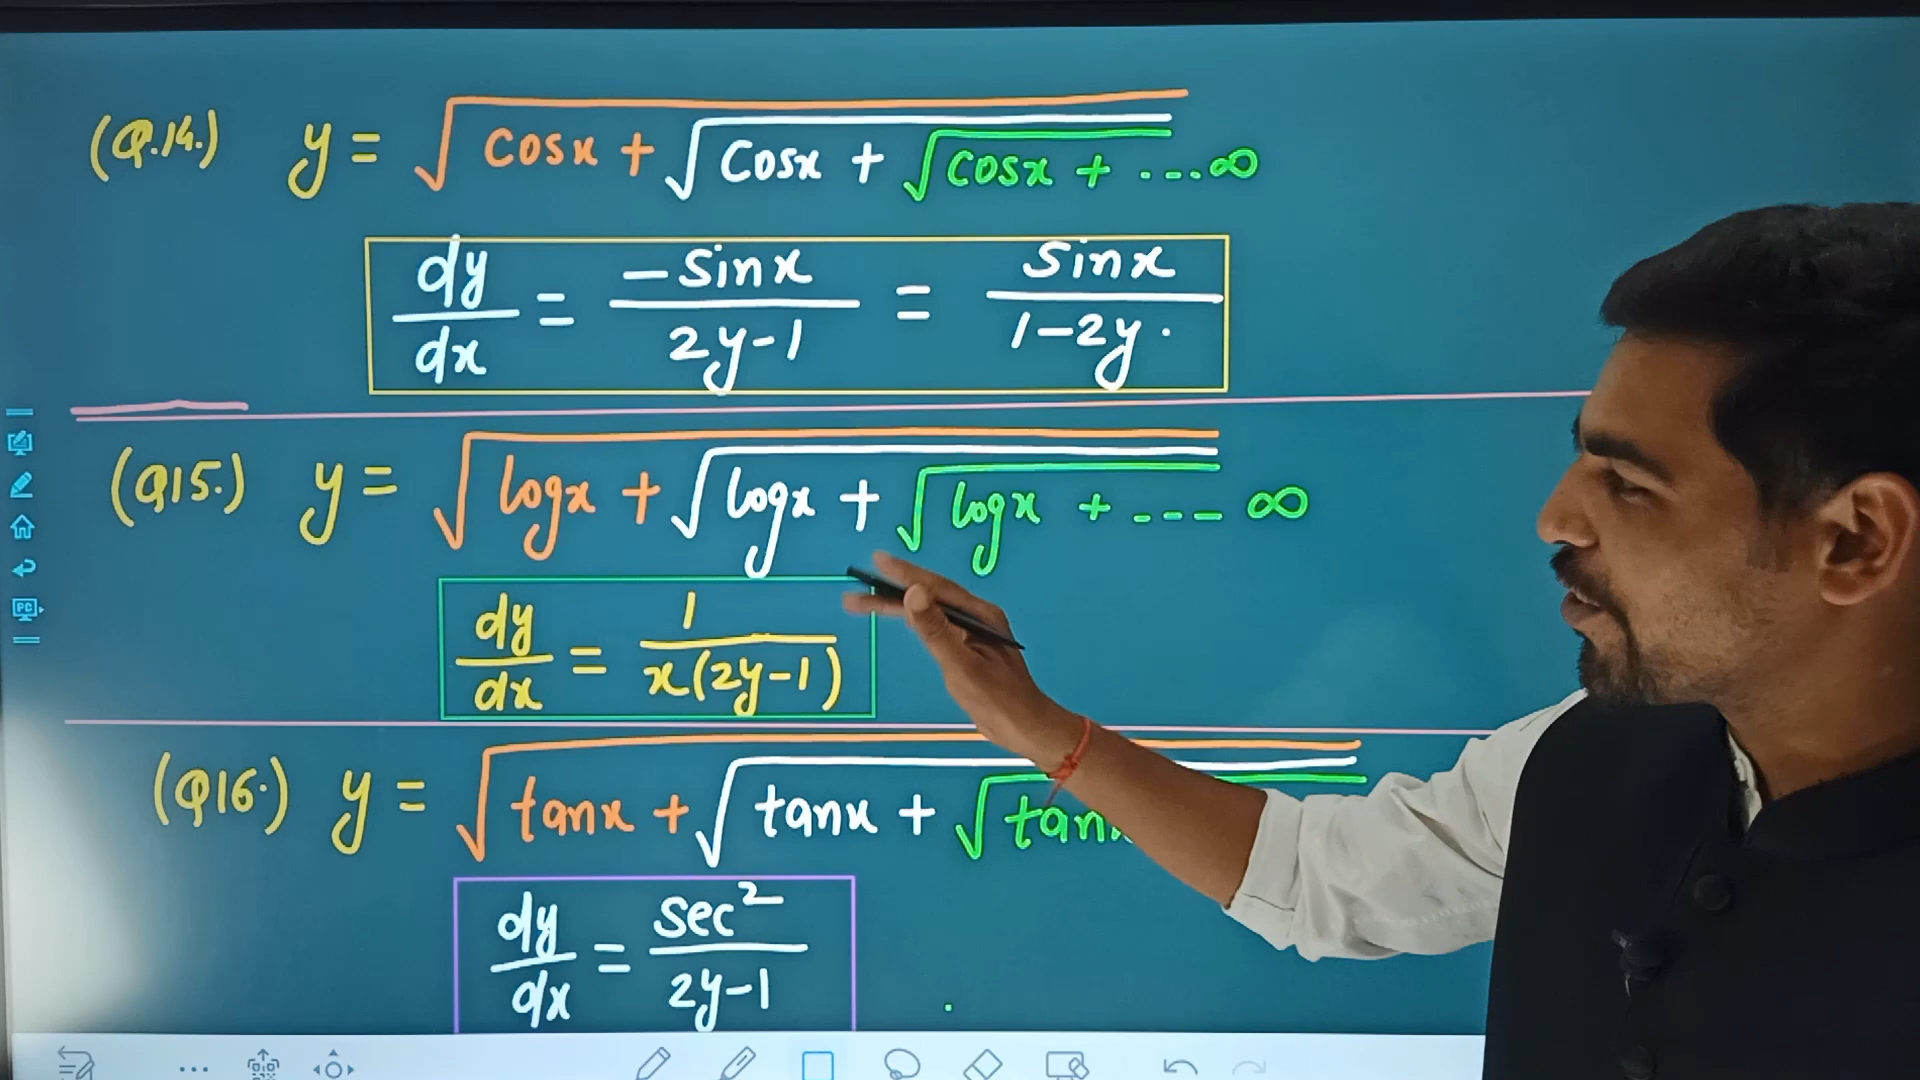 (Q.14.) y = √cosx + √cosx + √cosx + ...∞
dy/dx = -sinx/2y-1 = sinx/1-2y.
(Q15.) y = √logx + √logx + √logx + --- ∞
dy/dx = 1/x(2y-1)
(Q16.) y = √tanx + √tanx + √tan
dy/dx = sec²/2y-1
PC